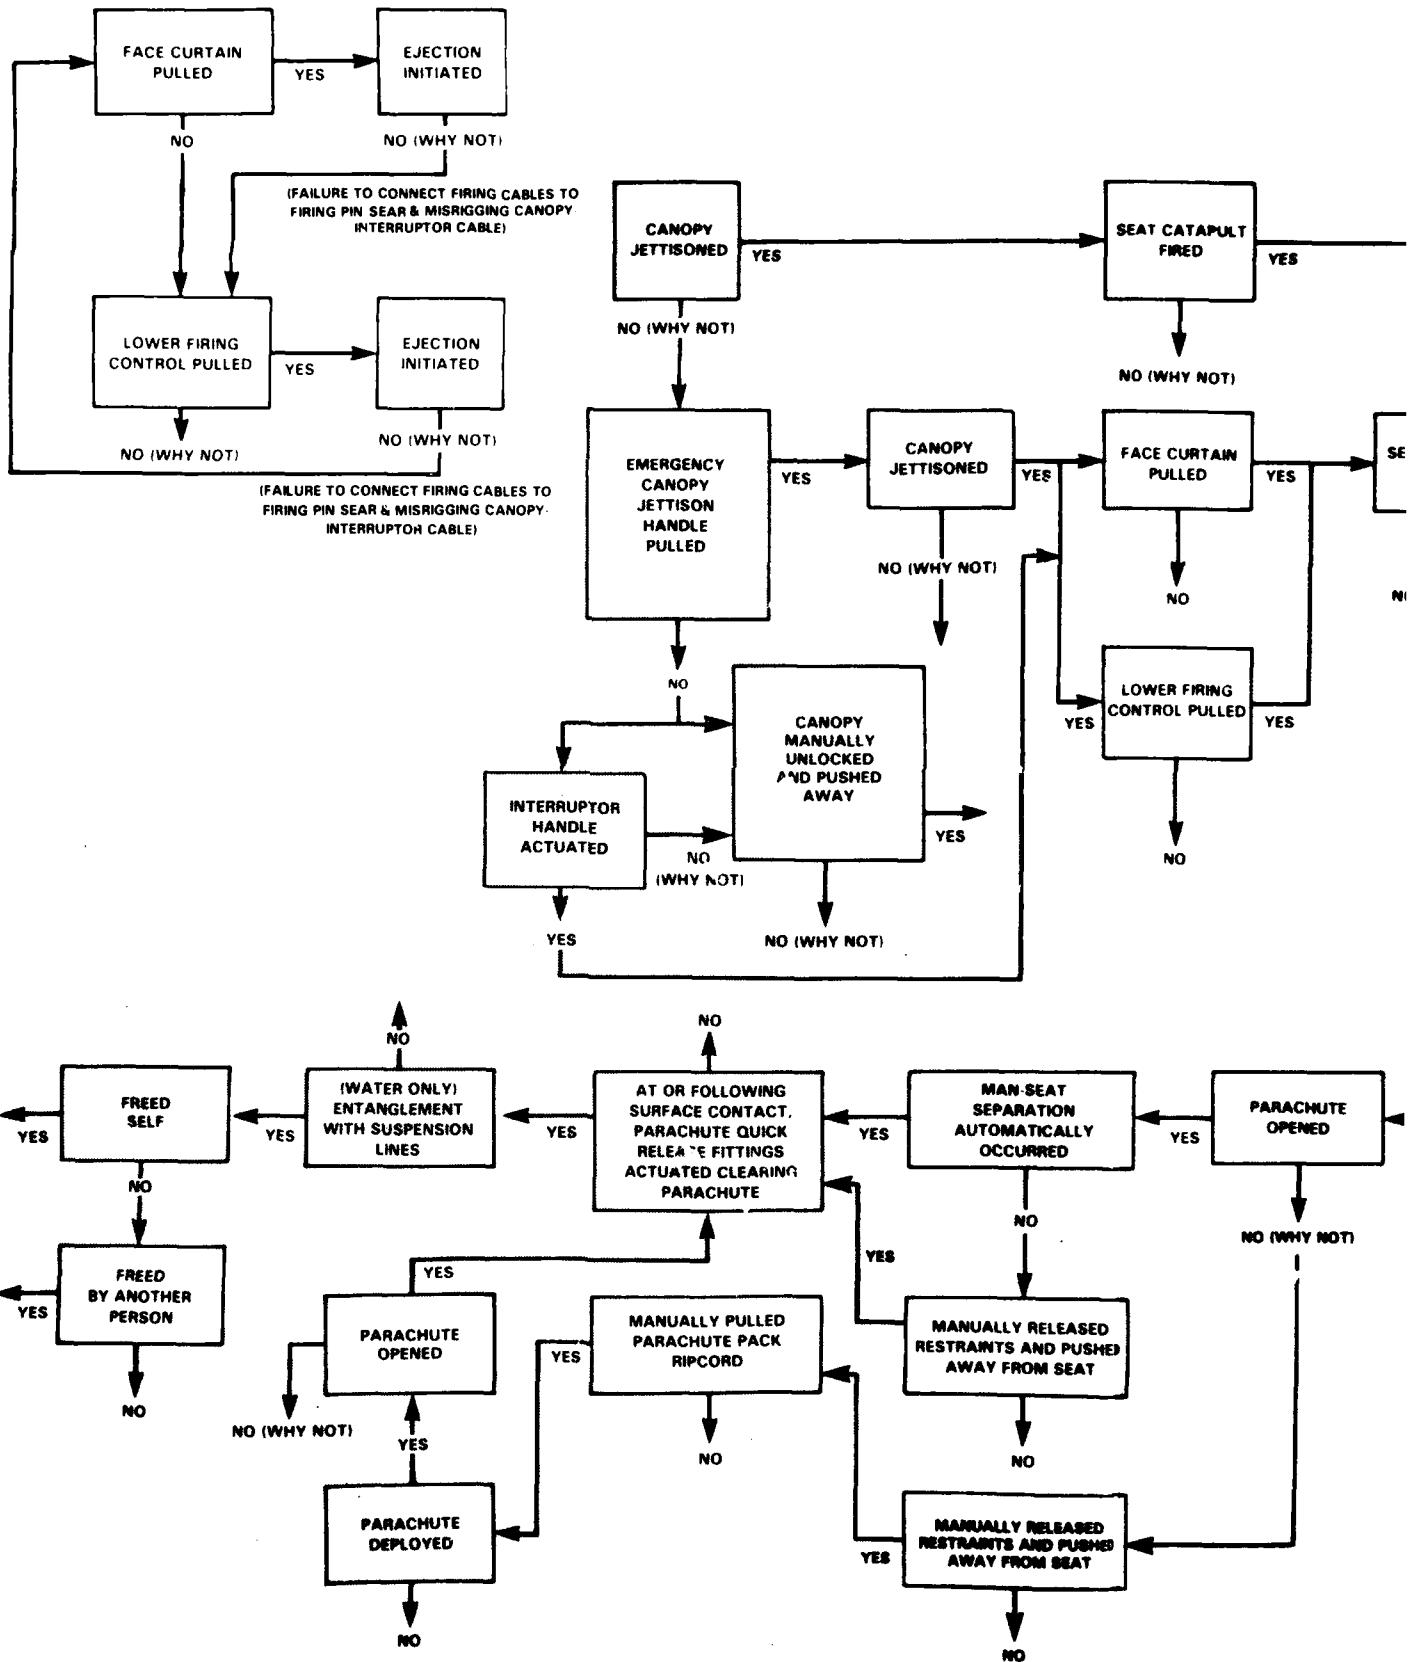 FACE CURTAIN
PULLED
YES
EJECTION
INITIATED
NO
NO (WHY NOT)
(FAILURE TO CONNECT FIRING CABLES TO
FIRING PIN SEAR & MISRIGGING CANOPY
INTERRUPTOR CABLE)
LOWER FIRING
CONTROL PULLED
YES
EJECTION
INITIATED
NO (WHY NOT)
NO (WHY NOT)
(FAILURE TO CONNECT FIRING CABLES TO
FIRING PIN SEAR & MISRIGGING CANOPY-
INTERRUPTOR CABLE)
CANOPY
JETTISONED
YES
SEAT CATAPULT
FIRED
YES
NO (WHY NOT)
NO (WHY NOT)
EMERGENCY
CANOPY
JETTISON
HANDLE
PULLED
YES
CANOPY
JETTISONED
YES
FACE CURTAIN
PULLED
YES
SE
NO (WHY NOT)
NO
N
NO
CANOPY
MANUALLY
UNLOCKED
AND PUSHED
AWAY
YES
LOWER FIRING
CONTROL PULLED
YES
YES
INTERRUPTOR
HANDLE
ACTUATED
NO
(WHY NOT)
NO
YES
NO (WHY NOT)
NO
NO
FREED
SELF
YES
(WATER ONLY)
ENTANGLEMENT
WITH SUSPENSION
LINES
YES
AT OR FOLLOWING
SURFACE CONTACT,
PARACHUTE QUICK
RELEASE FITTINGS
ACTUATED CLEARING
PARACHUTE
YES
MAN-SEAT
SEPARATION
AUTOMATICALLY
OCCURRED
YES
PARACHUTE
OPENED
YES
NO
NO
NO (WHY NOT)
FREED
BY ANOTHER
PERSON
YES
YES
YES
PARACHUTE
OPENED
MANUALLY PULLED
PARACHUTE PACK
RIPCORD
YES
MANUALLY RELEASED
RESTRAINTS AND PUSHED
AWAY FROM SEAT
NO
NO (WHY NOT)
YES
NO
NO
PARACHUTE
DEPLOYED
MANUALLY RELEASED
RESTRAINTS AND PUSHED
AWAY FROM SEAT
YES
NO
NO